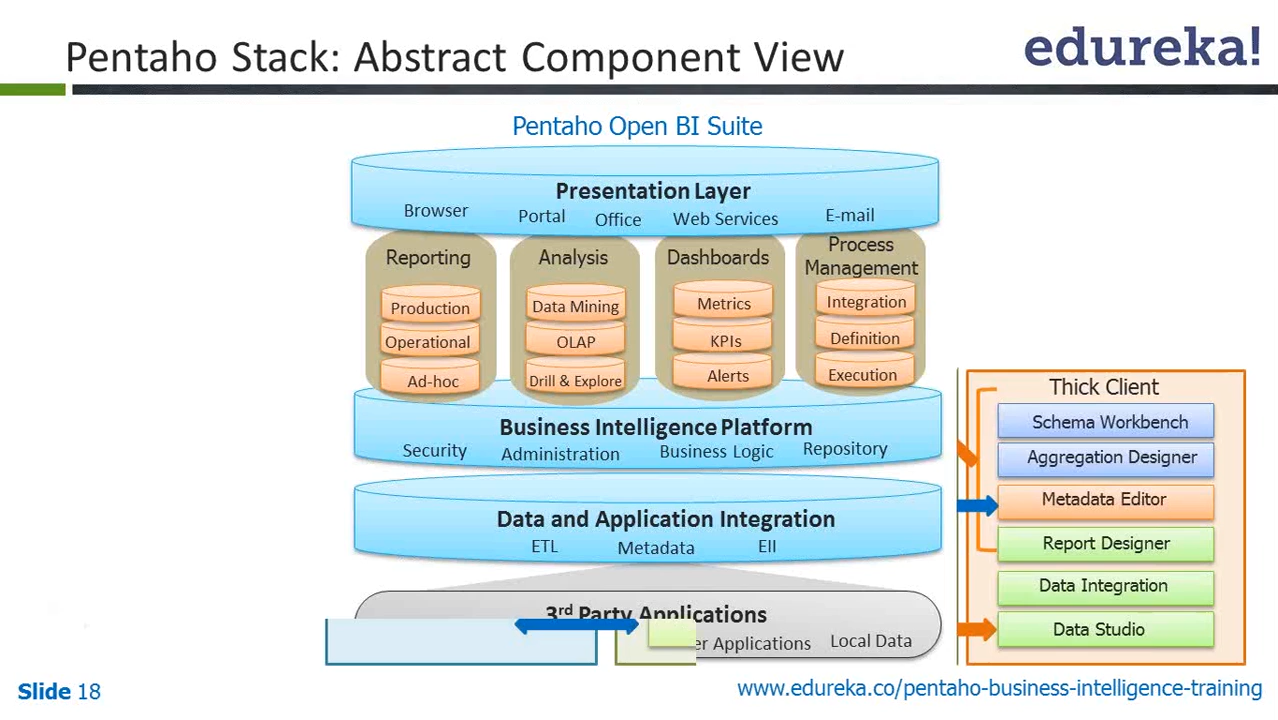 Pentaho Stack: Abstract Component View
edureka!
Pentaho Open BI Suite
Presentation Layer
Browser
Portal
Office
Web Services
E-mail
Reporting
Production
Operational
Ad-hoc
Analysis
Data Mining
OLAP
Drill & Explore
Dashboards
Metrics
KPIs
Alerts
Process
Management
Integration
Definition
Execution
Business Intelligence Platform
Security
Administration
Business Logic
Repository
Data and Application Integration
ETL
Metadata
EII
3rd Party Applications
Applications
Local Data
Thick Client
Schema Workbench
Aggregation Designer
Metadata Editor
Report Designer
Data Integration
Data Studio
Slide 18
www.edureka.co/pentaho-business-intelligence-training